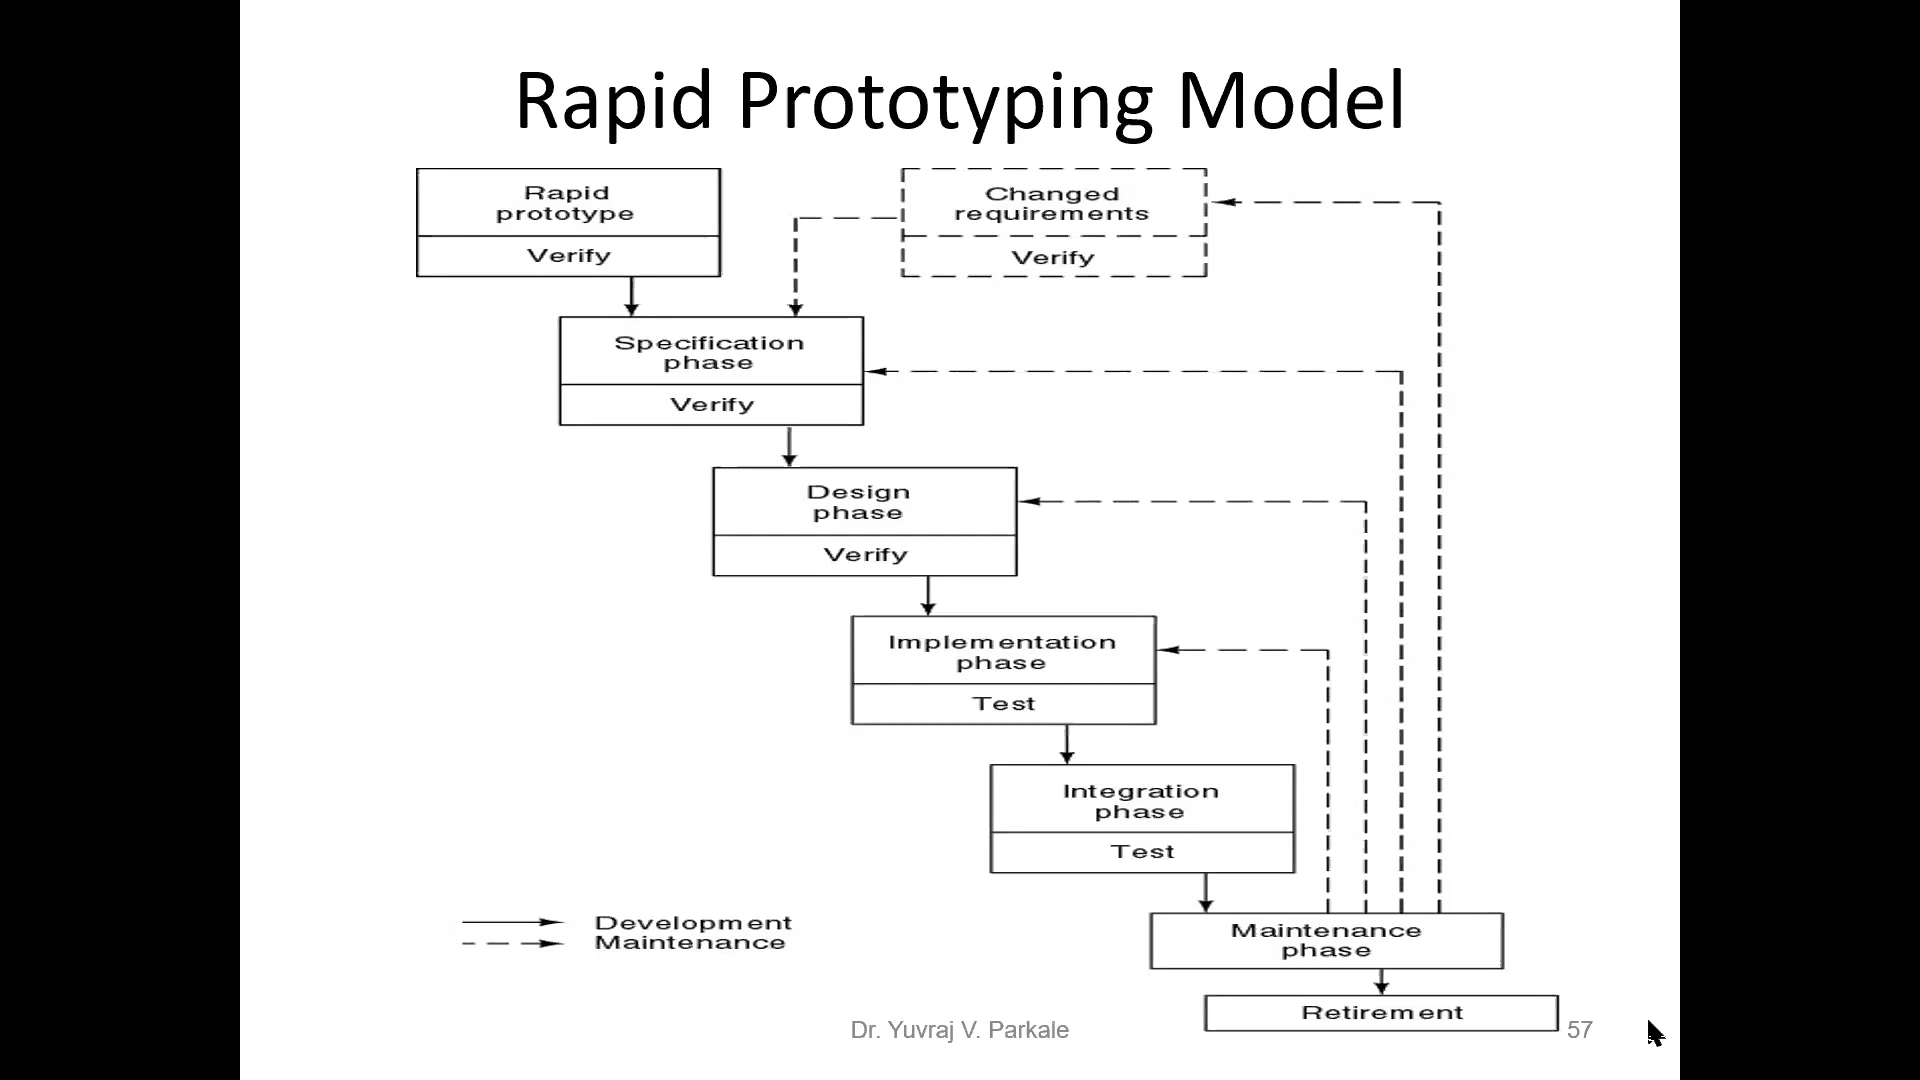 Rapid Prototyping Model
Rapid
prototype
Verify
Changed
requirements
Verify
Specification
phase
Verify
Design
phase
Verify
Implementation
phase
Test
Integration
phase
Test
Development
Maintenance
Maintenance
phase
Retirement
Dr. Yuvraj V. Parkale
57